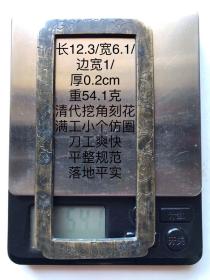 长12.3/宽6.1/
边宽1/
厚0.2cm
重54.1克
清代挖角刻花
满工小个仿圈
刀工爽快
平整规范
落地平实